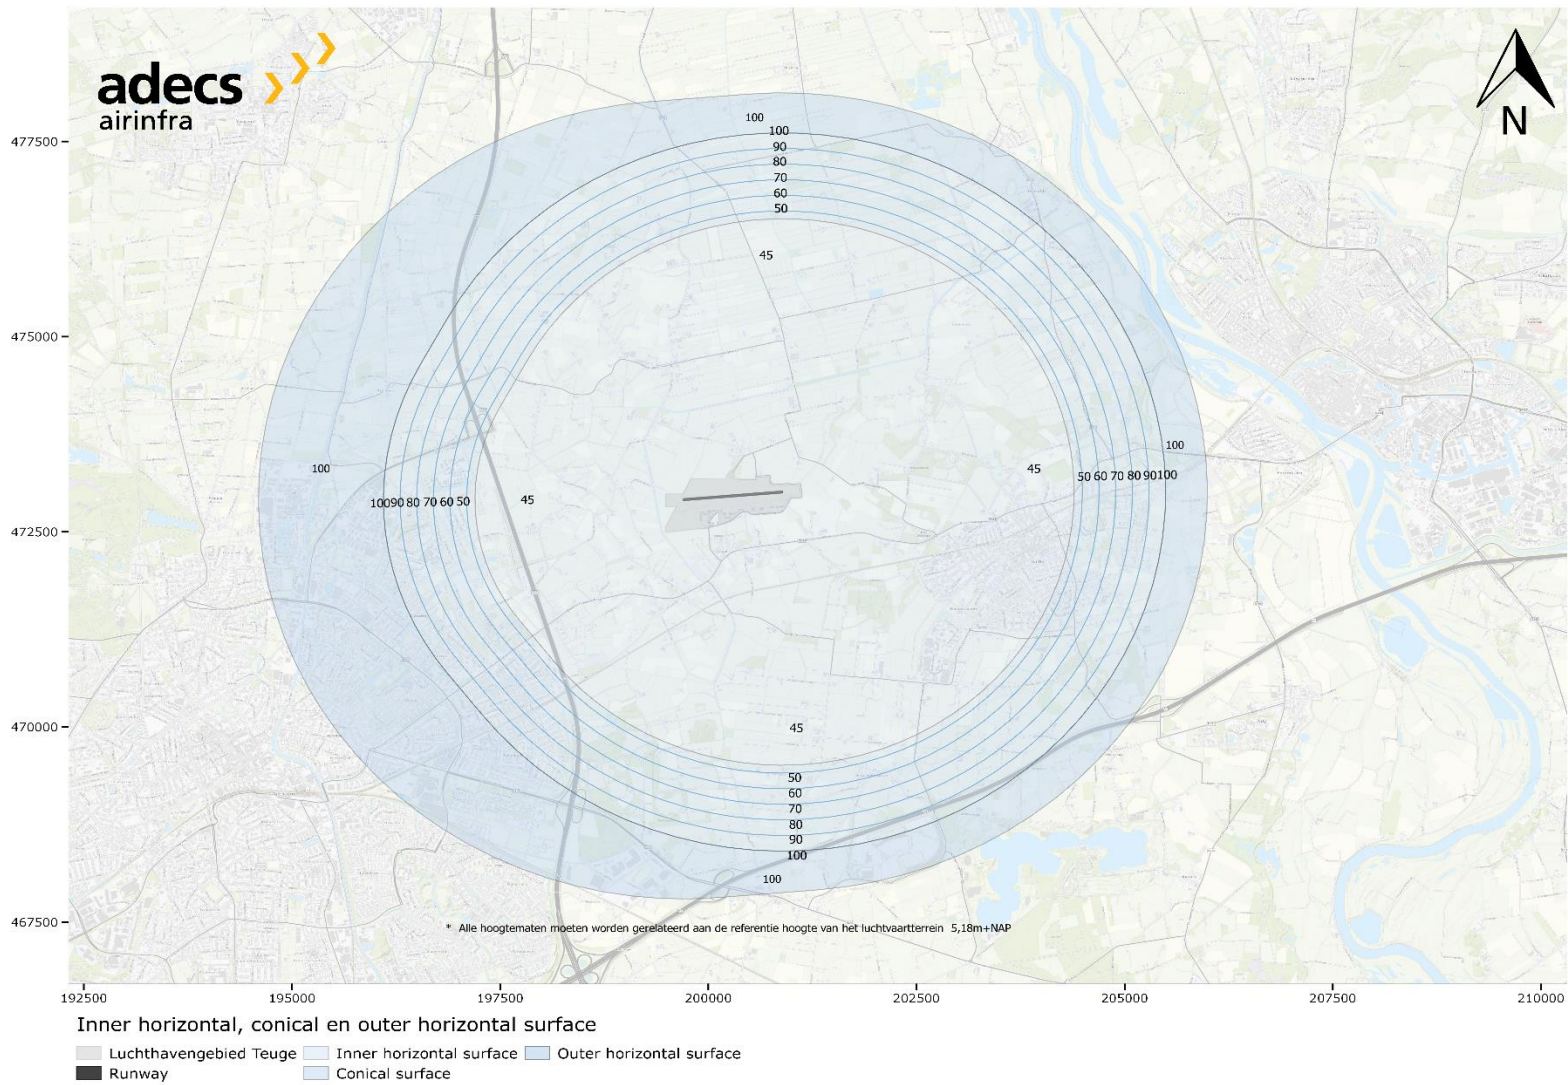 adecs
airinfra
N
477500
475000
472500
470000
467500
100
100
90
80
70
60
50
45
100
100 90 80 70 60 50
45
45
50 60 70 80 90 100
100
45
50
60
70
80
90
100
100
* Alle hoogtematen moeten worden gerelateerd aan de referentie hoogte van het luchtvaartterrein 5,18m+NAP
192500 195000 197500 200000 202500 205000 207500 210000
Inner horizontal, conical en outer horizontal surface
Luchthavengebied Teuge Inner horizontal surface Outer horizontal surface
Runway Conical surface